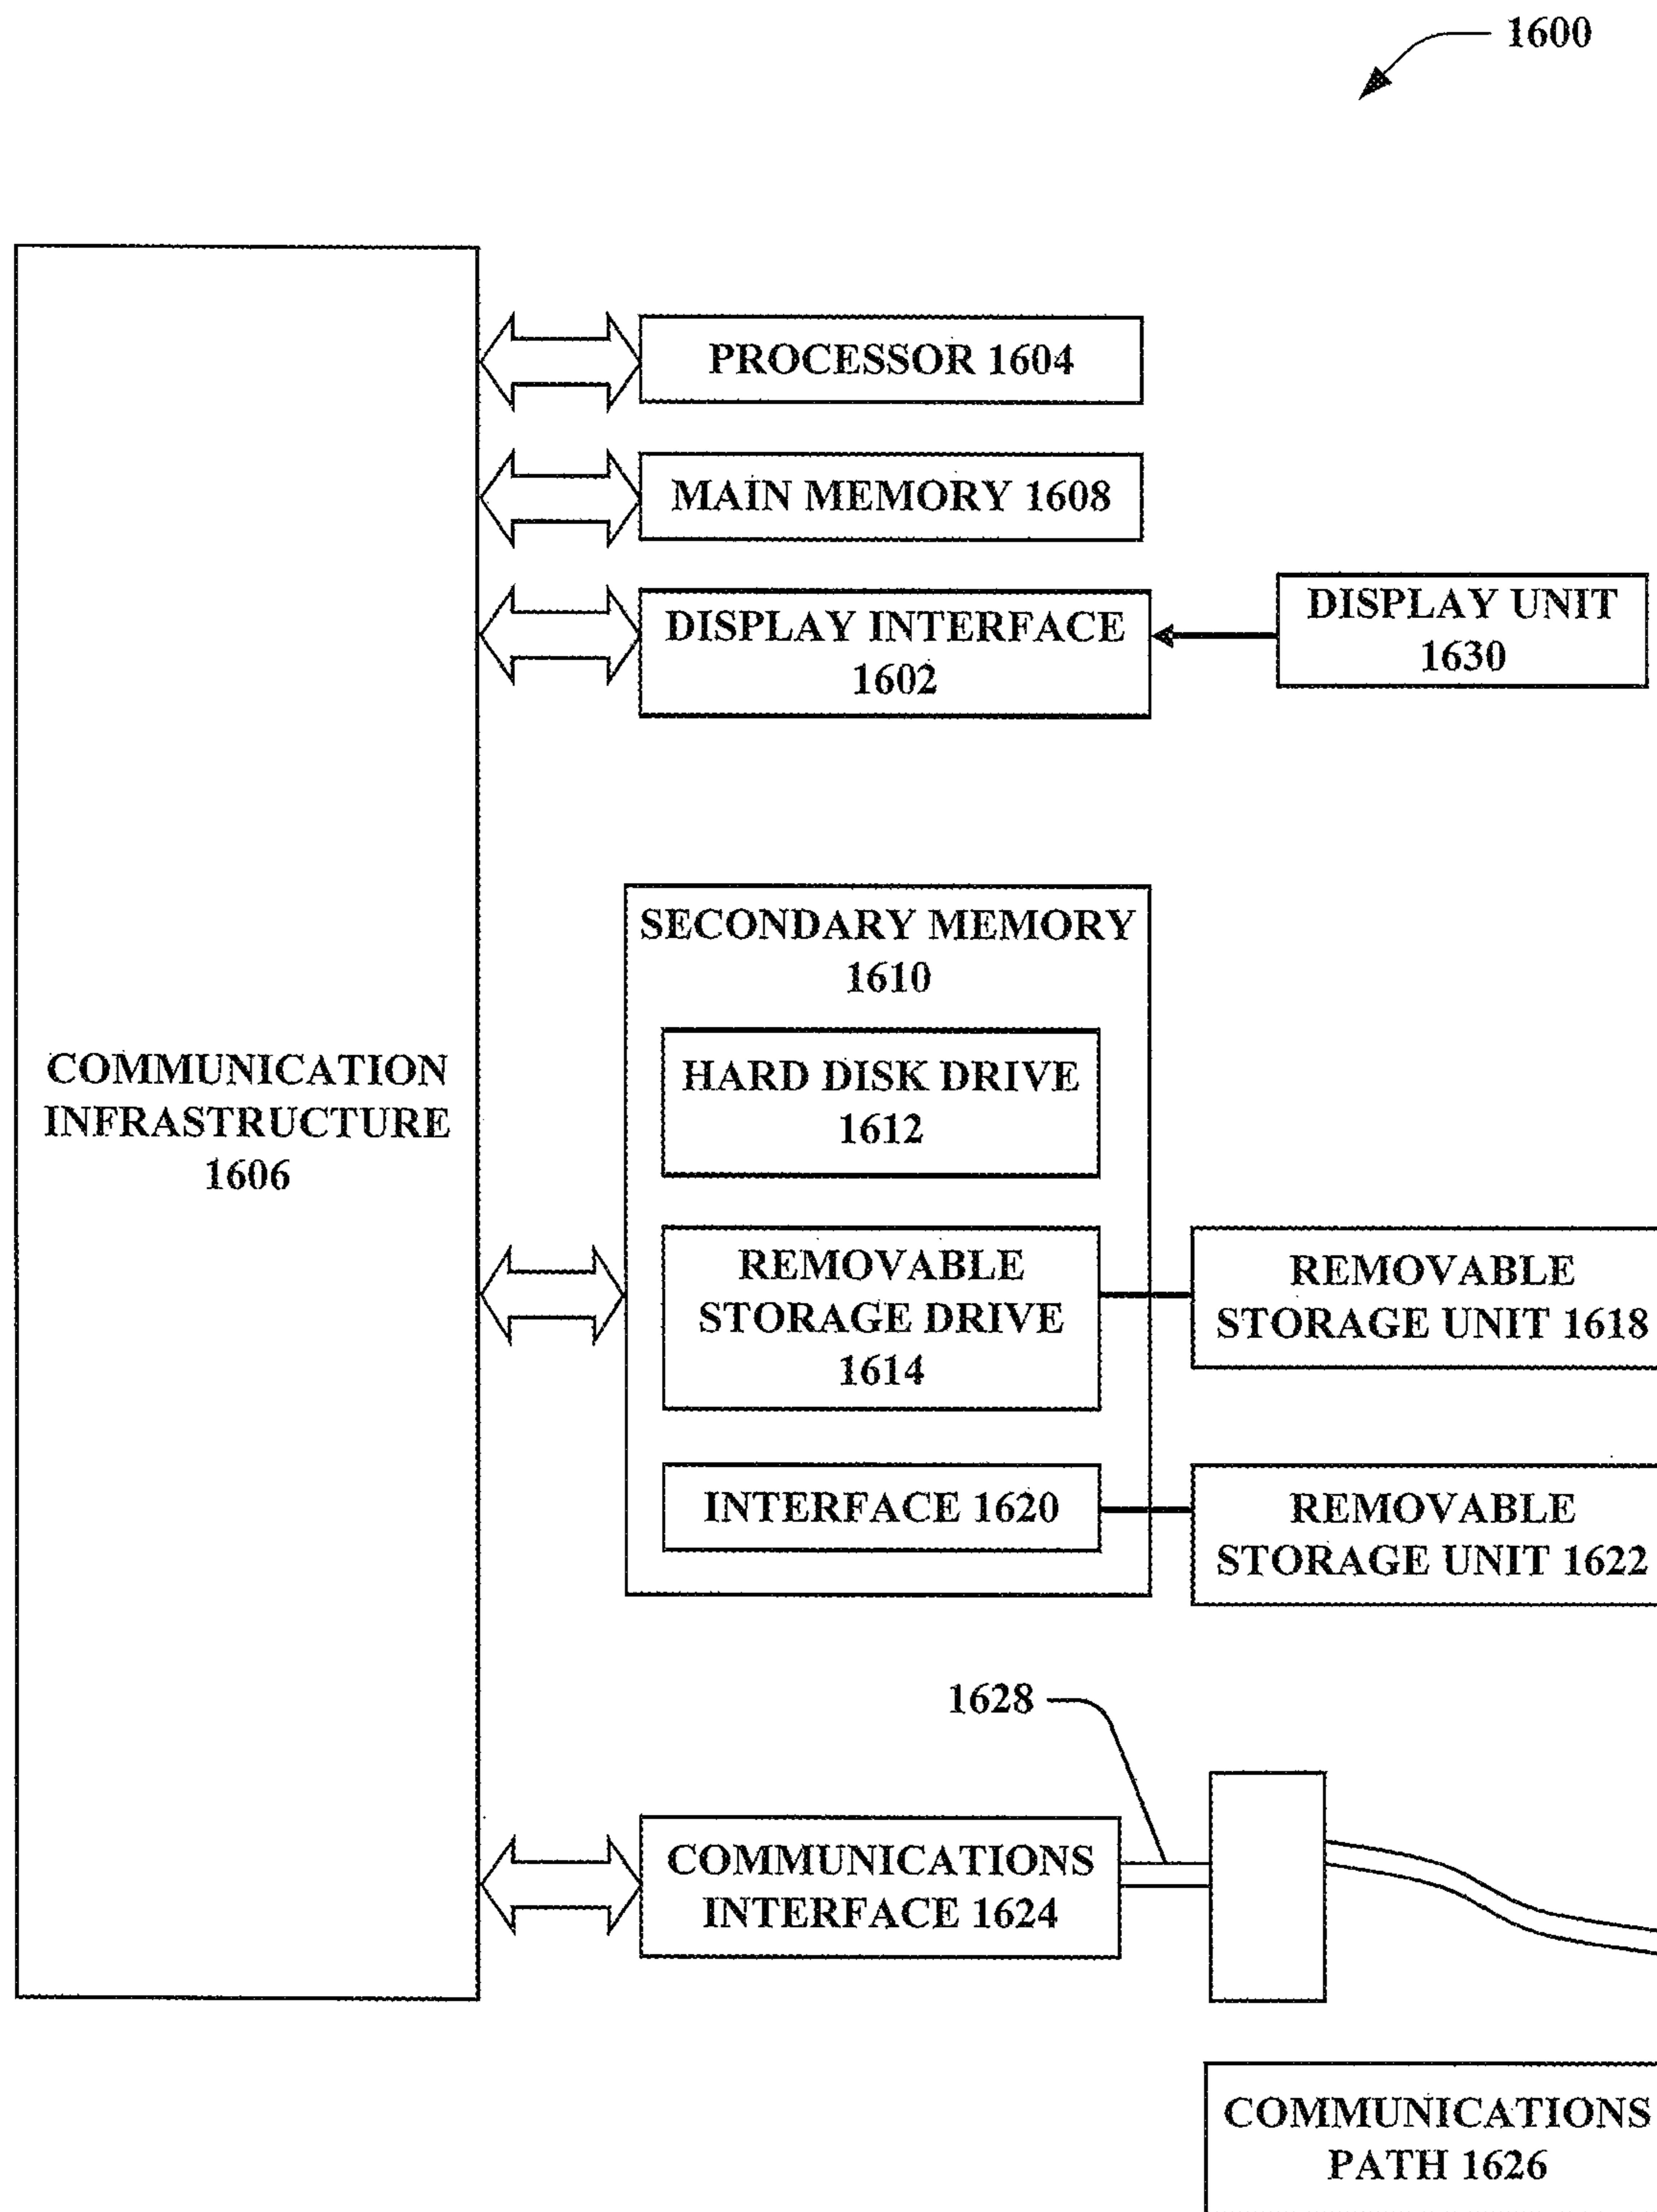 1600
PROCESSOR 1604
MAIN MEMORY 1608
DISPLAY INTERFACE
1602
DISPLAY UNIT
1630
SECONDARY MEMORY
1610
HARD DISK DRIVE
1612
COMMUNICATION
INFRASTRUCTURE
1606
REMOVABLE
STORAGE DRIVE
1614
REMOVABLE
STORAGE UNIT 1618
INTERFACE 1620
REMOVABLE
STORAGE UNIT 1622
1628
COMMUNICATIONS
INTERFACE 1624
COMMUNICATIONS
PATH 1626